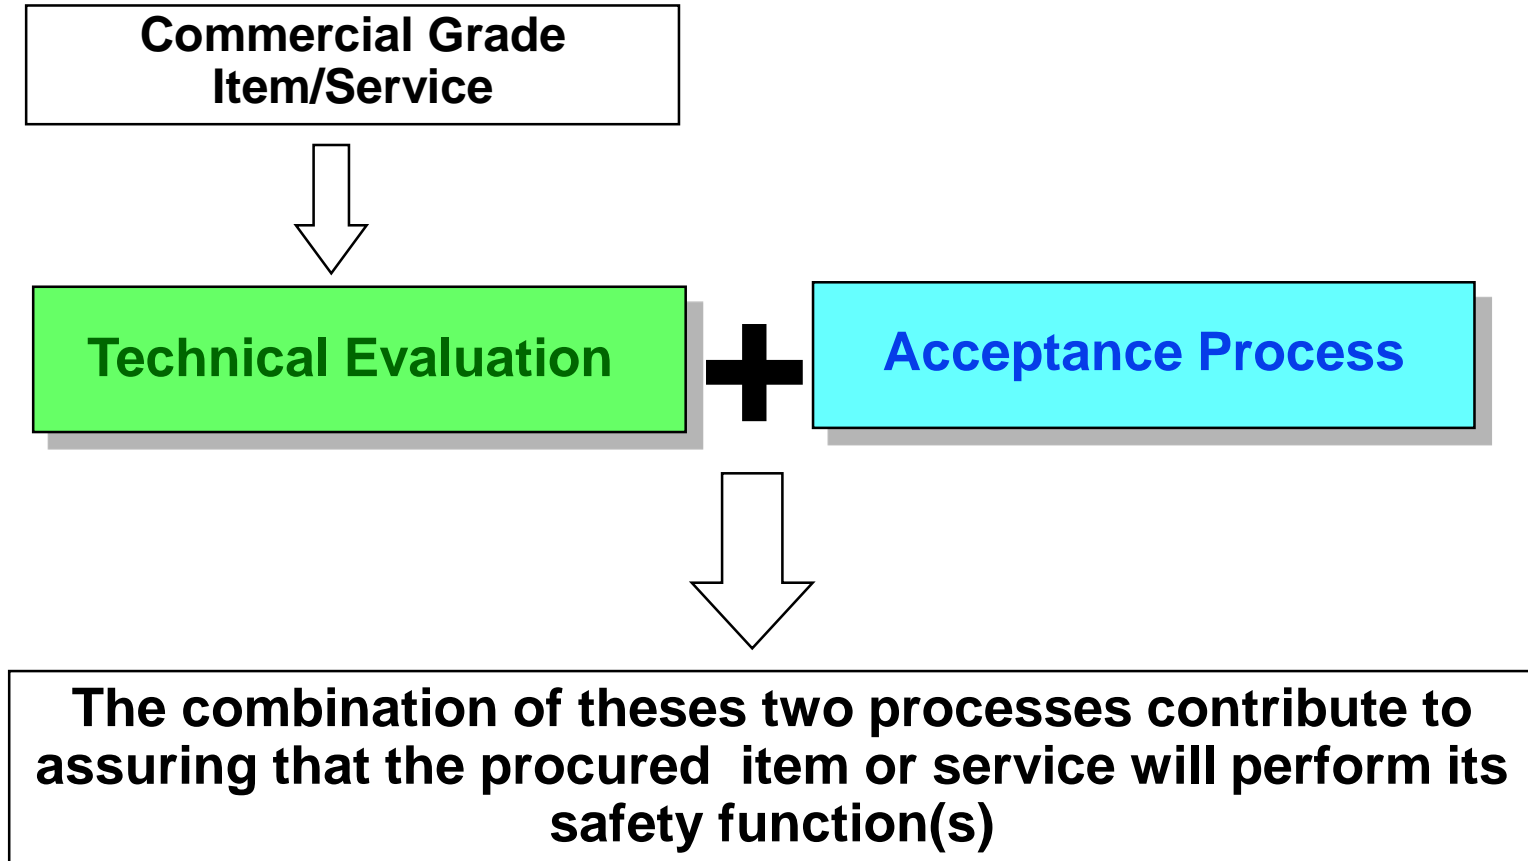 Commercial Grade
Item/Service
Technical Evaluation
Acceptance Process
The combination of theses two processes contribute to
assuring that the procured  item or service will perform its
safety function(s)